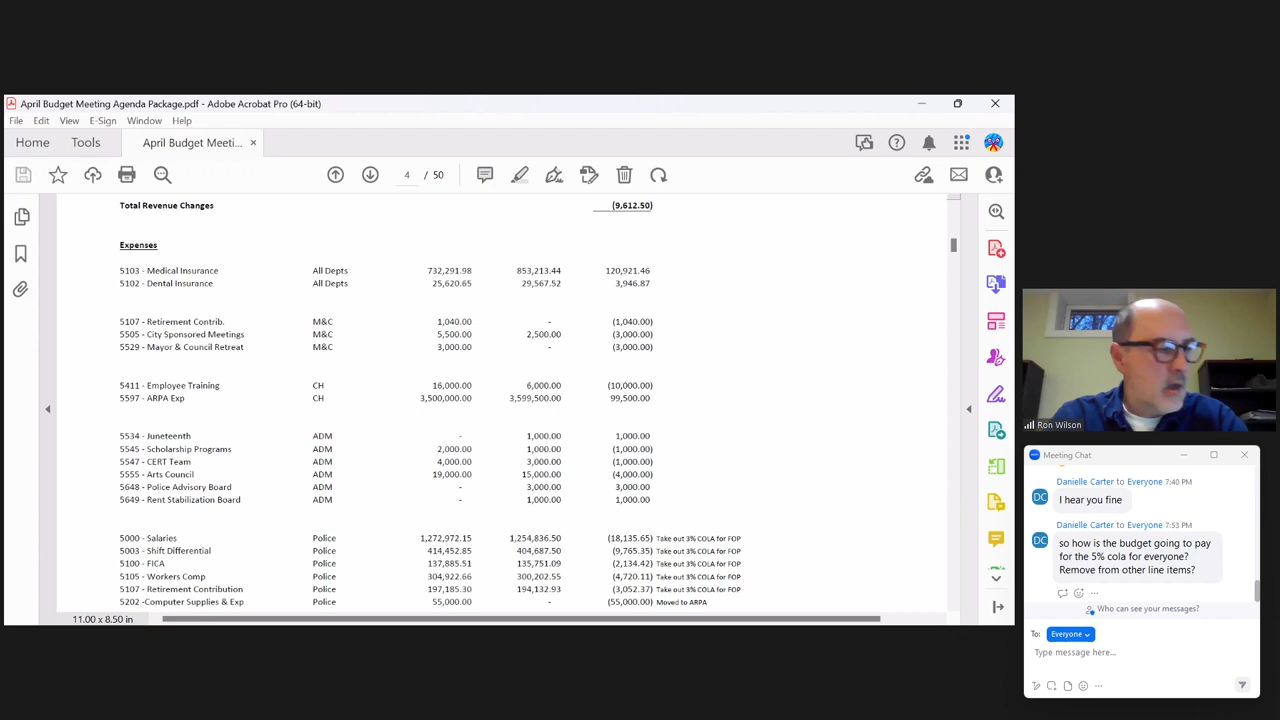 April Budget Meeting Agenda Package.pdf - Adobe Acrobat Pro (64-bit)
File Edit View E-Sign Window Help
Home Tools April Budget Meeti... ×
4 / 50
Total Revenue Changes (9,612.50)
Expenses
5103 - Medical Insurance All Depts 732,291.98 853,213.44 120,921.46
5102 - Dental Insurance All Depts 25,620.65 29,567.52 3,946.87
5107 - Retirement Contrib. M&C 1,040.00 - (1,040.00)
5505 - City Sponsored Meetings M&C 5,500.00 2,500.00 (3,000.00)
5529 - Mayor & Council Retreat M&C 3,000.00 - (3,000.00)
5411 - Employee Training CH 16,000.00 6,000.00 (10,000.00)
5597 - ARPA Exp CH 3,500,000.00 3,599,500.00 99,500.00
5534 - Juneteenth ADM - 1,000.00 1,000.00
5545 - Scholarship Programs ADM 2,000.00 1,000.00 (1,000.00)
5547 - CERT Team ADM 4,000.00 3,000.00 (1,000.00)
5555 - Arts Council ADM 19,000.00 15,000.00 (4,000.00)
5648 - Police Advisory Board ADM - 3,000.00 3,000.00
5649 - Rent Stabilization Board ADM - 1,000.00 1,000.00
5000 - Salaries Police 1,272,972.15 1,254,836.50 (18,135.65) Take out 3% COLA for FOP
5003 - Shift Differential Police 414,452.85 404,687.50 (9,765.35) Take out 3% COLA for FOP
5100 - FICA Police 137,885.51 135,751.09 (2,134.42) Take out 3% COLA for FOP
5105 - Workers Comp Police 304,922.66 300,202.55 (4,720.11) Take out 3% COLA for FOP
5107 - Retirement Contribution Police 197,185.30 194,132.93 (3,052.37) Take out 3% COLA for FOP
5202 -Computer Supplies & Exp Police 55,000.00 - (55,000.00) Moved to ARPA
11.00 x 8.50 in
Ron Wilson
Meeting Chat
Danielle Carter to Everyone 7:40 PM
DC
I hear you fine
Danielle Carter to Everyone 7:53 PM
DC
so how is the budget going to pay
for the 5% cola for everyone?
Remove from other line items?
Who can see your messages?
To: Everyone
Type message here...